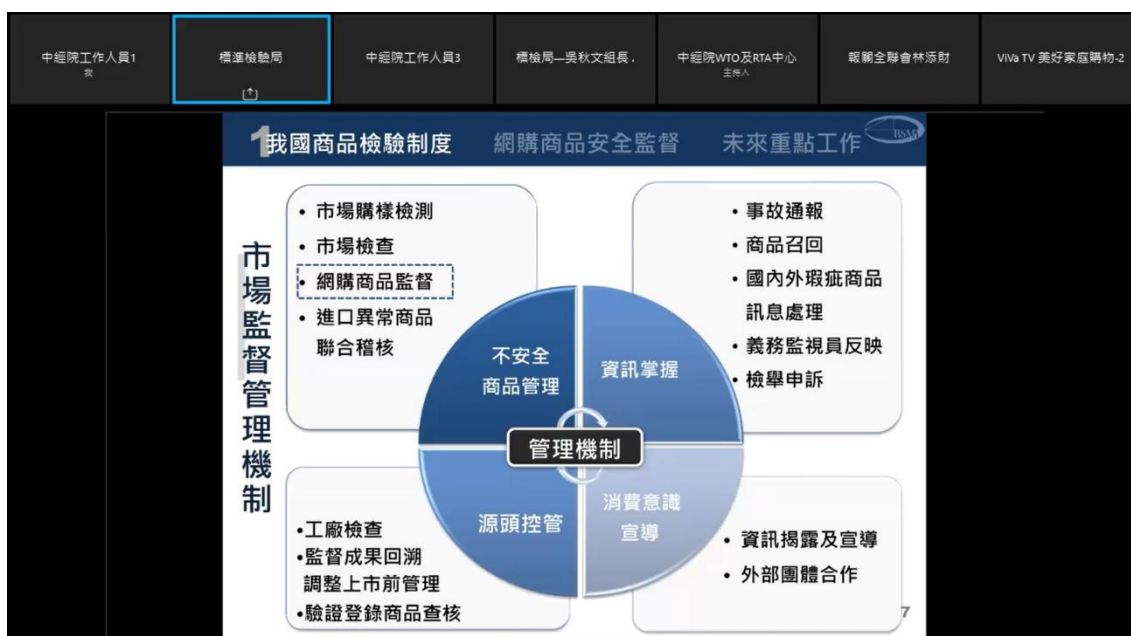 中經院工作人員1
我
標準檢驗局
中經院工作人員3
標檢局—吳秋文組長.
中經院WTO及RTA中心
主持人
報關全聯會林添財
ViVa TV 美好家庭購物-2
1我國商品檢驗制度
網購商品安全監督
未來重點工作
BSMI
市場監督管理機制
• 市場購樣檢測
• 市場檢查
• 網購商品監督
• 進口異常商品
聯合稽核
• 事故通報
• 商品召回
• 國內外瑕疵商品
訊息處理
• 義務監視員反映
• 檢舉申訴
不安全
商品管理
資訊掌握
管理機制
源頭控管
消費意識
宣導
•工廠檢查
•監督成果回溯
調整上市前管理
•驗證登錄商品查核
• 資訊揭露及宣導
• 外部團體合作
7